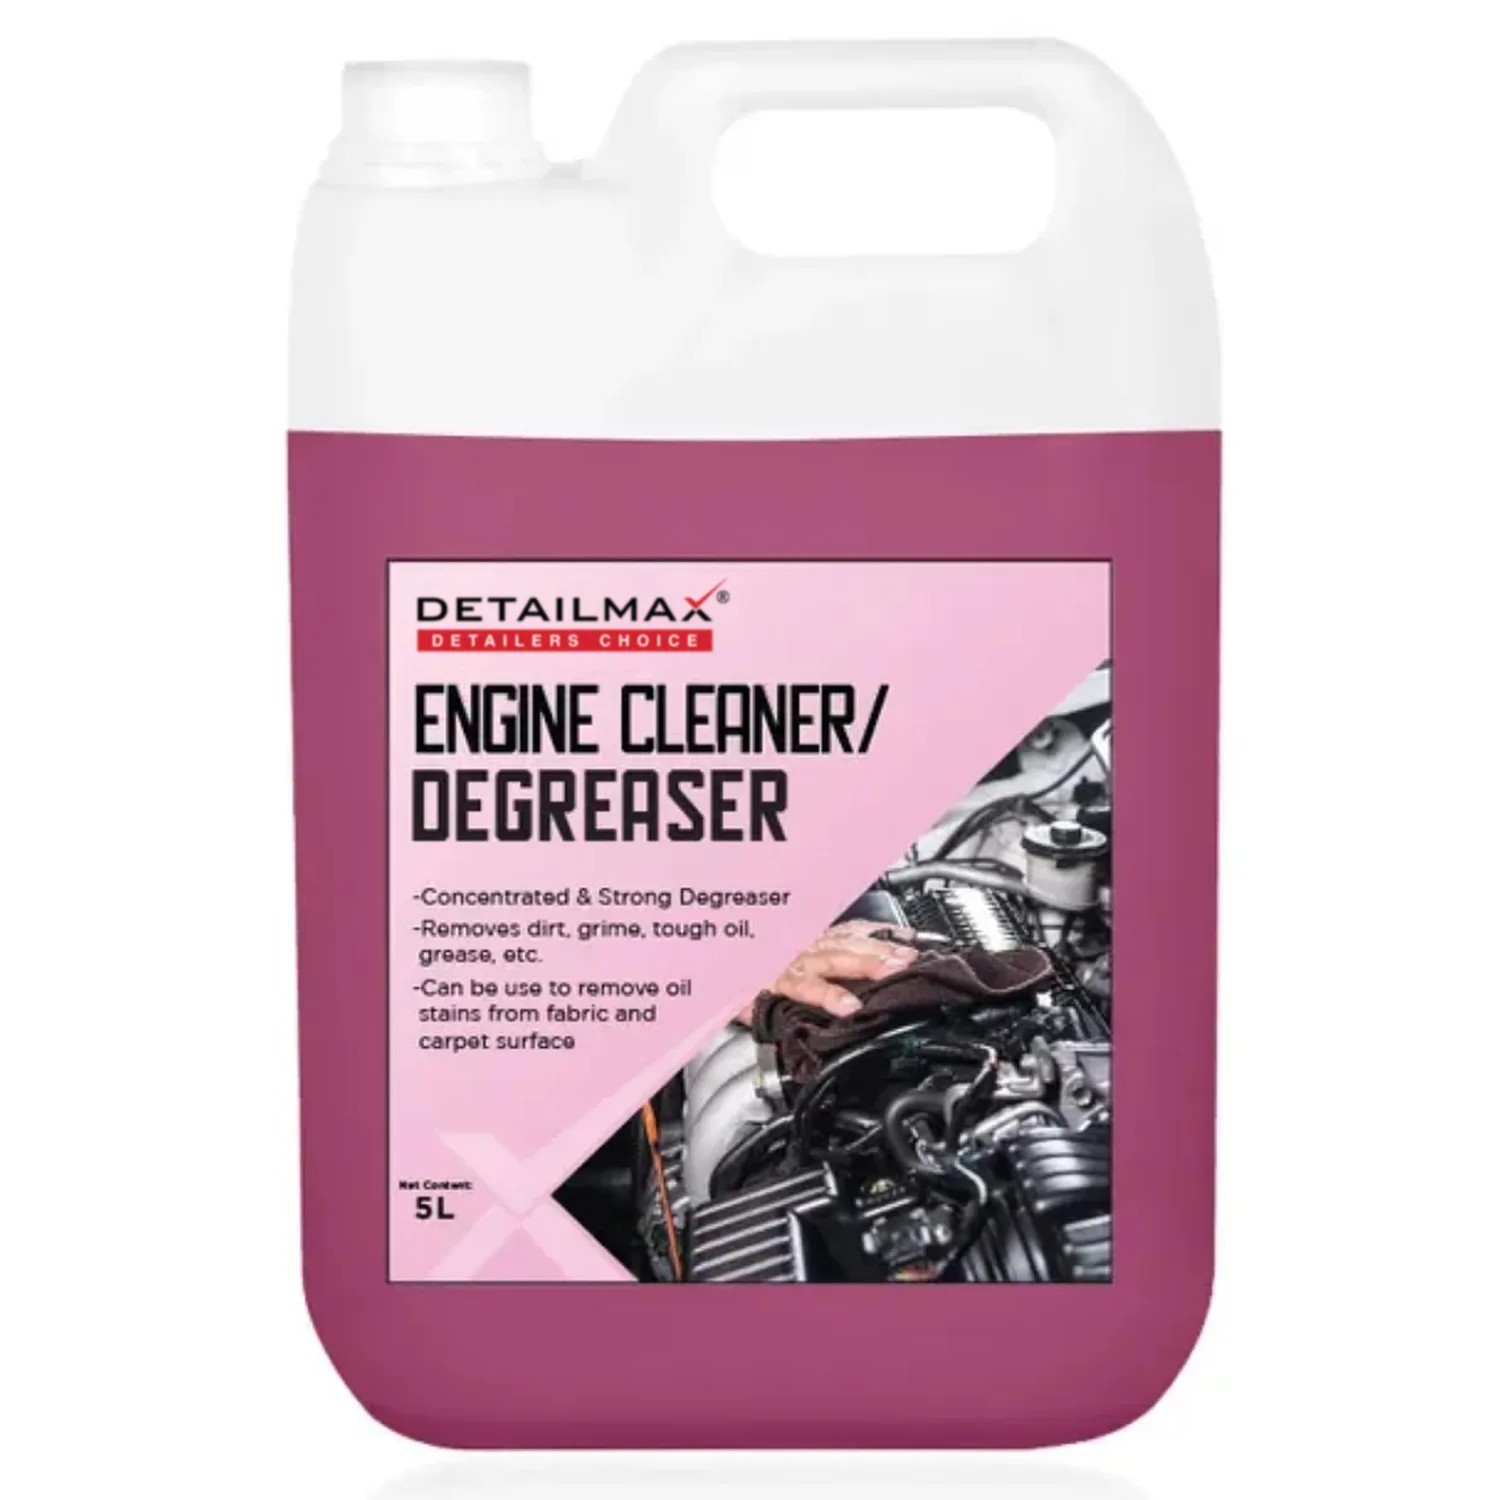 DETAILMAX®
DETAILERS CHOICE
ENGINE CLEANER/
DEGREASER
-Concentrated & Strong Degreaser
-Removes dirt, grime, tough oil,
grease, etc.
-Can be use to remove oil
stains from fabric and
carpet surface
Net Content:
5L